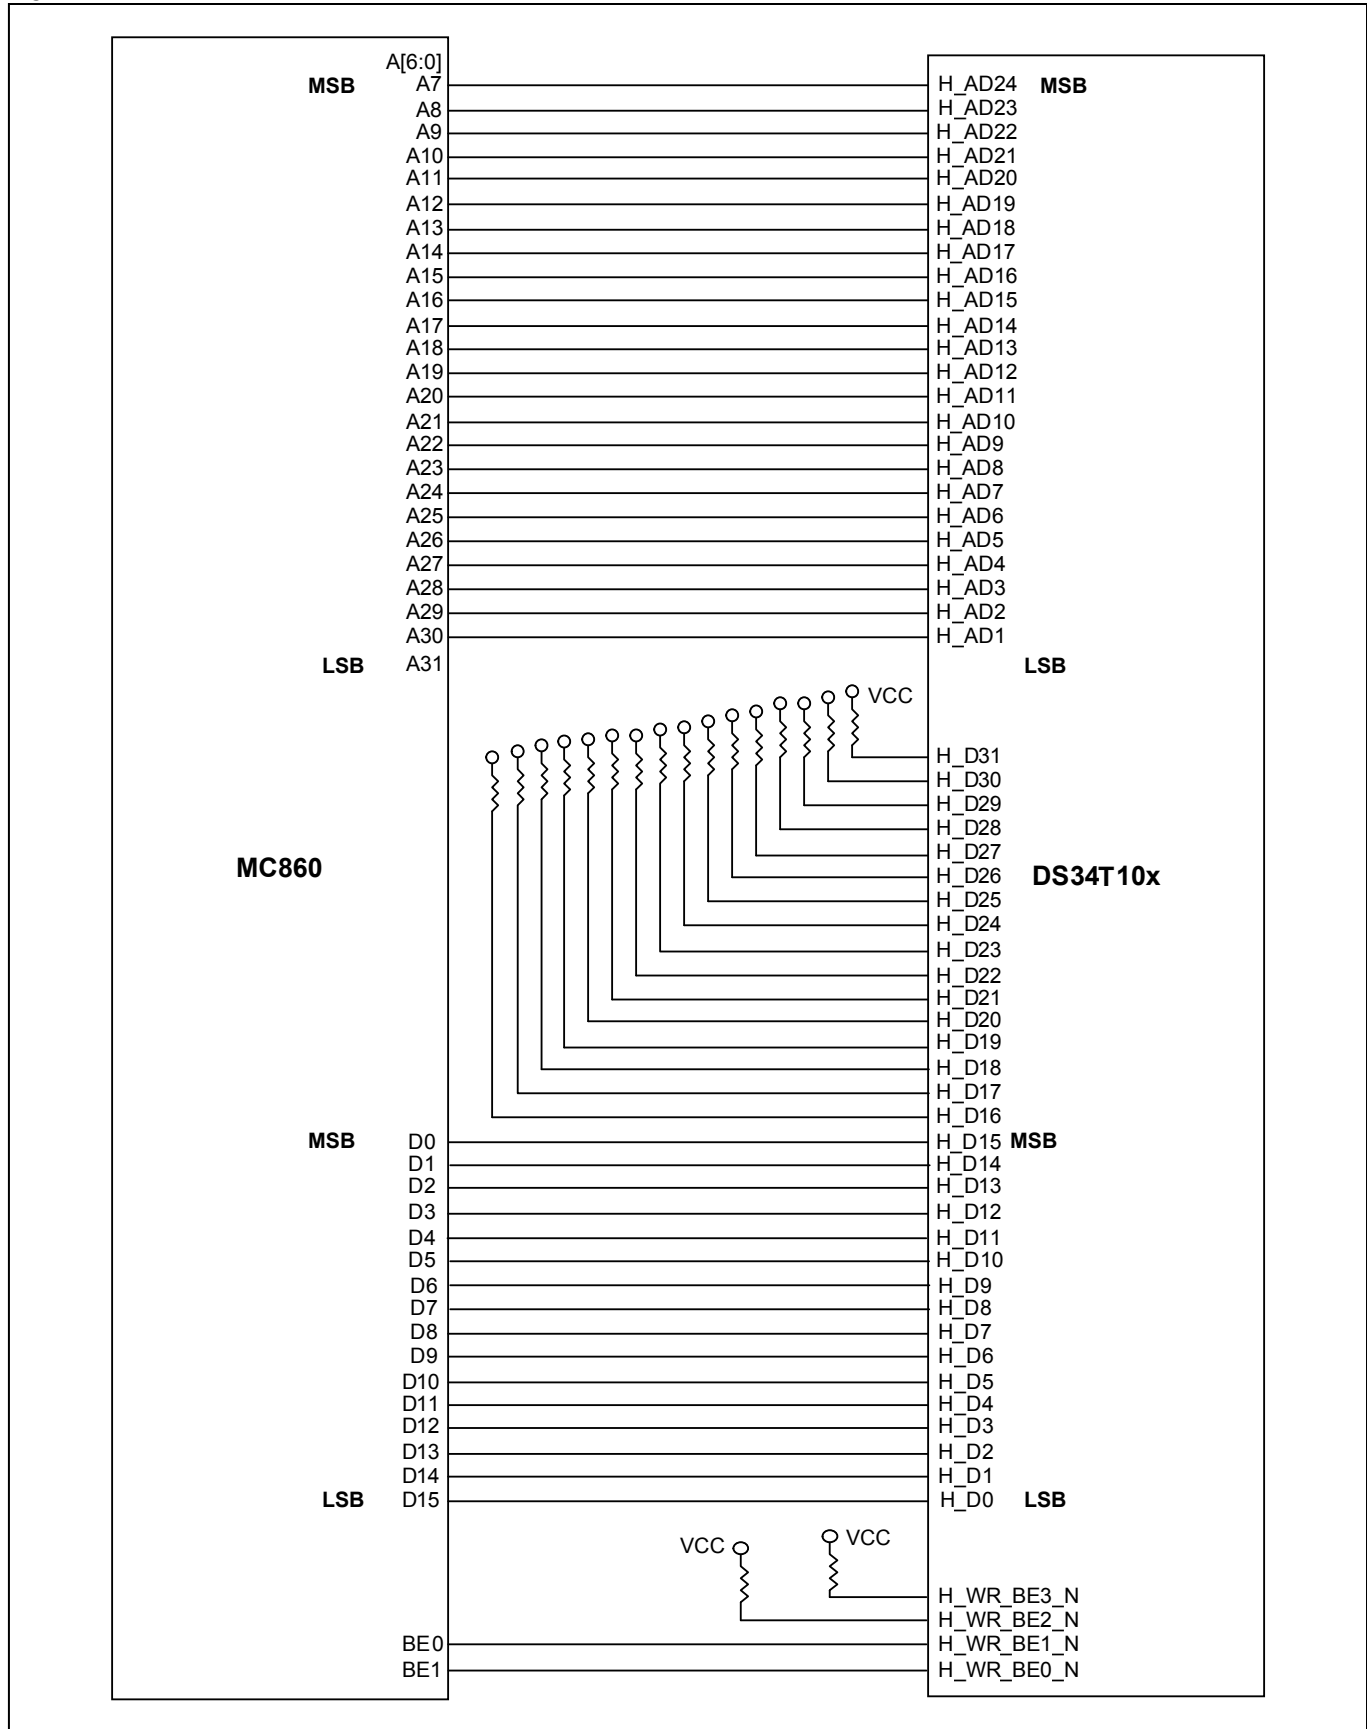 A[6:0]
MSB A7 H_AD24 MSB
A8 H_AD23
A9 H_AD22
A10 H_AD21
A11 H_AD20
A12 H_AD19
A13 H_AD18
A14 H_AD17
A15 H_AD16
A16 H_AD15
A17 H_AD14
A18 H_AD13
A19 H_AD12
A20 H_AD11
A21 H_AD10
A22 H_AD9
A23 H_AD8
A24 H_AD7
A25 H_AD6
A26 H_AD5
A27 H_AD4
A28 H_AD3
A29 H_AD2
A30 H_AD1
LSB A31 LSB
VCC
H_D31
H_D30
H_D29
H_D28
H_D27
MC860 H_D26 DS34T10x
H_D25
H_D24
H_D23
H_D22
H_D21
H_D20
H_D19
H_D18
H_D17
H_D16
MSB D0 H_D15 MSB
D1 H_D14
D2 H_D13
D3 H_D12
D4 H_D11
D5 H_D10
D6 H_D9
D7 H_D8
D8 H_D7
D9 H_D6
D10 H_D5
D11 H_D4
D12 H_D3
D13 H_D2
D14 H_D1
LSB D15 H_D0 LSB
VCC VCC
H_WR_BE3_N
H_WR_BE2_N
BE0 H_WR_BE1_N
BE1 H_WR_BE0_N